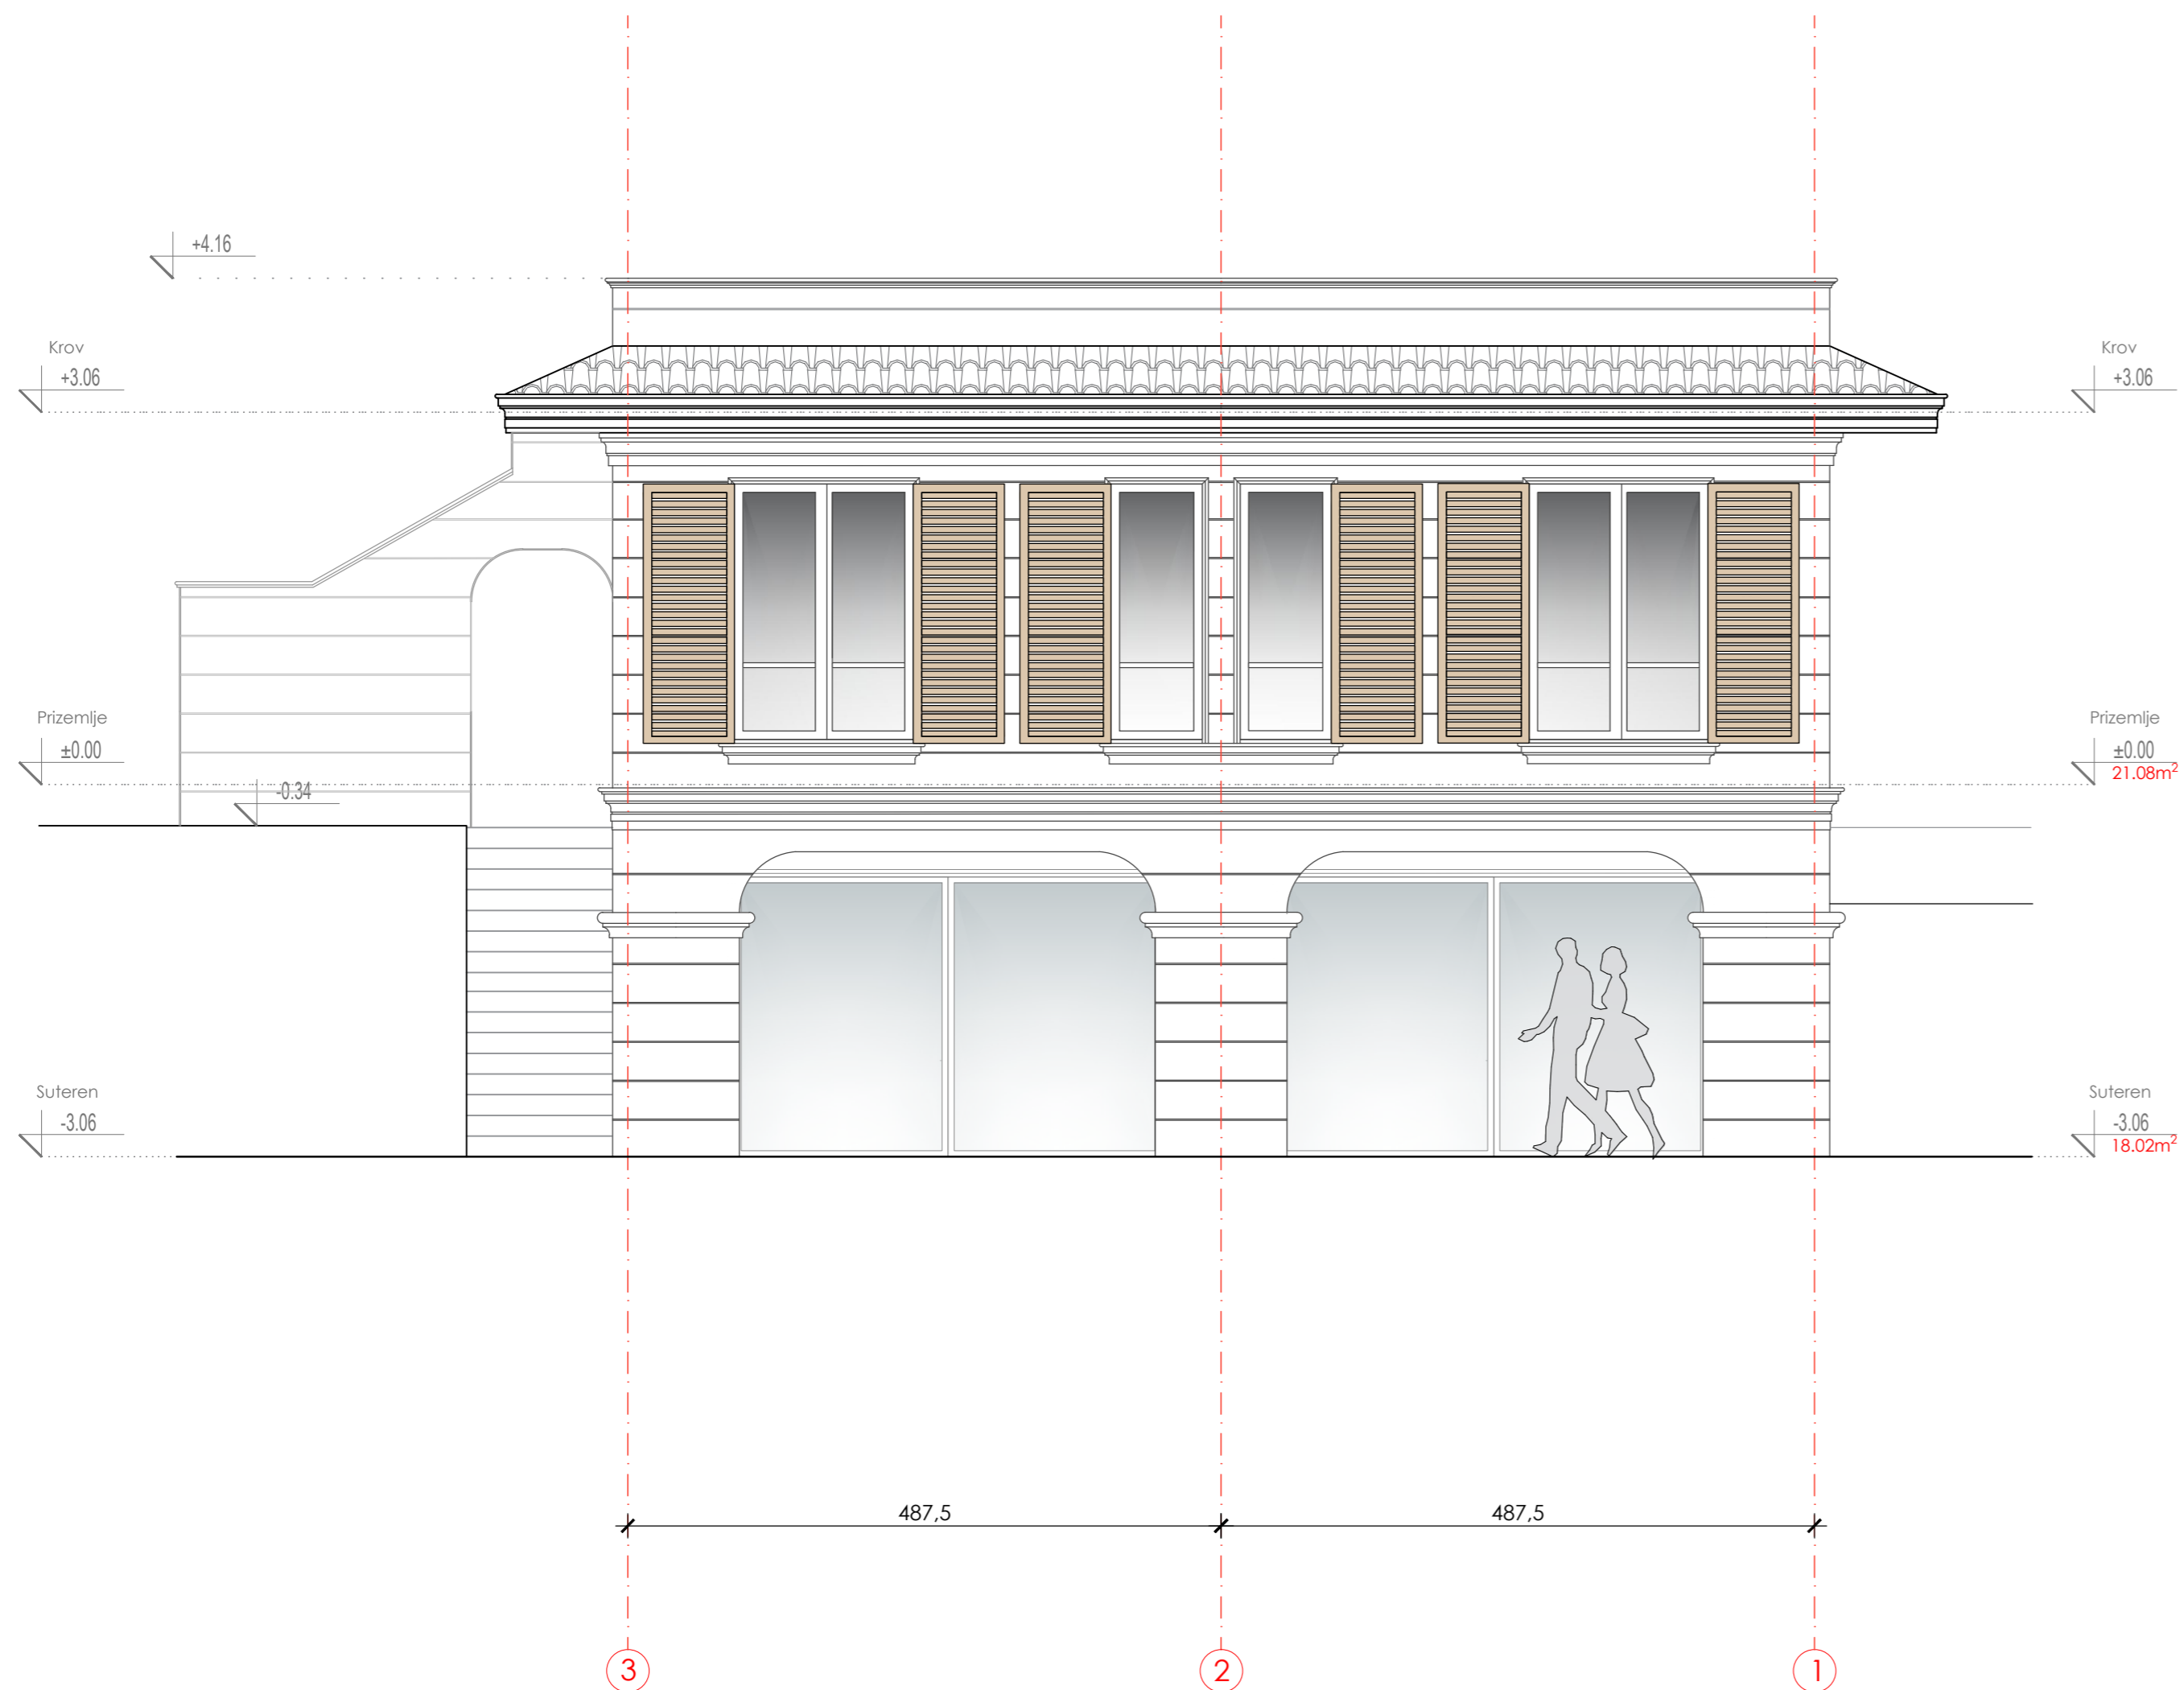 +4.16
Krov
+3.06
Krov
+3.06
Prizemlje
±0.00
Prizemlje
±0.00
21.08m²
-0.34
Suteren
-3.06
Suteren
-3.06
18.02m²
487,5
487,5
3
2
1